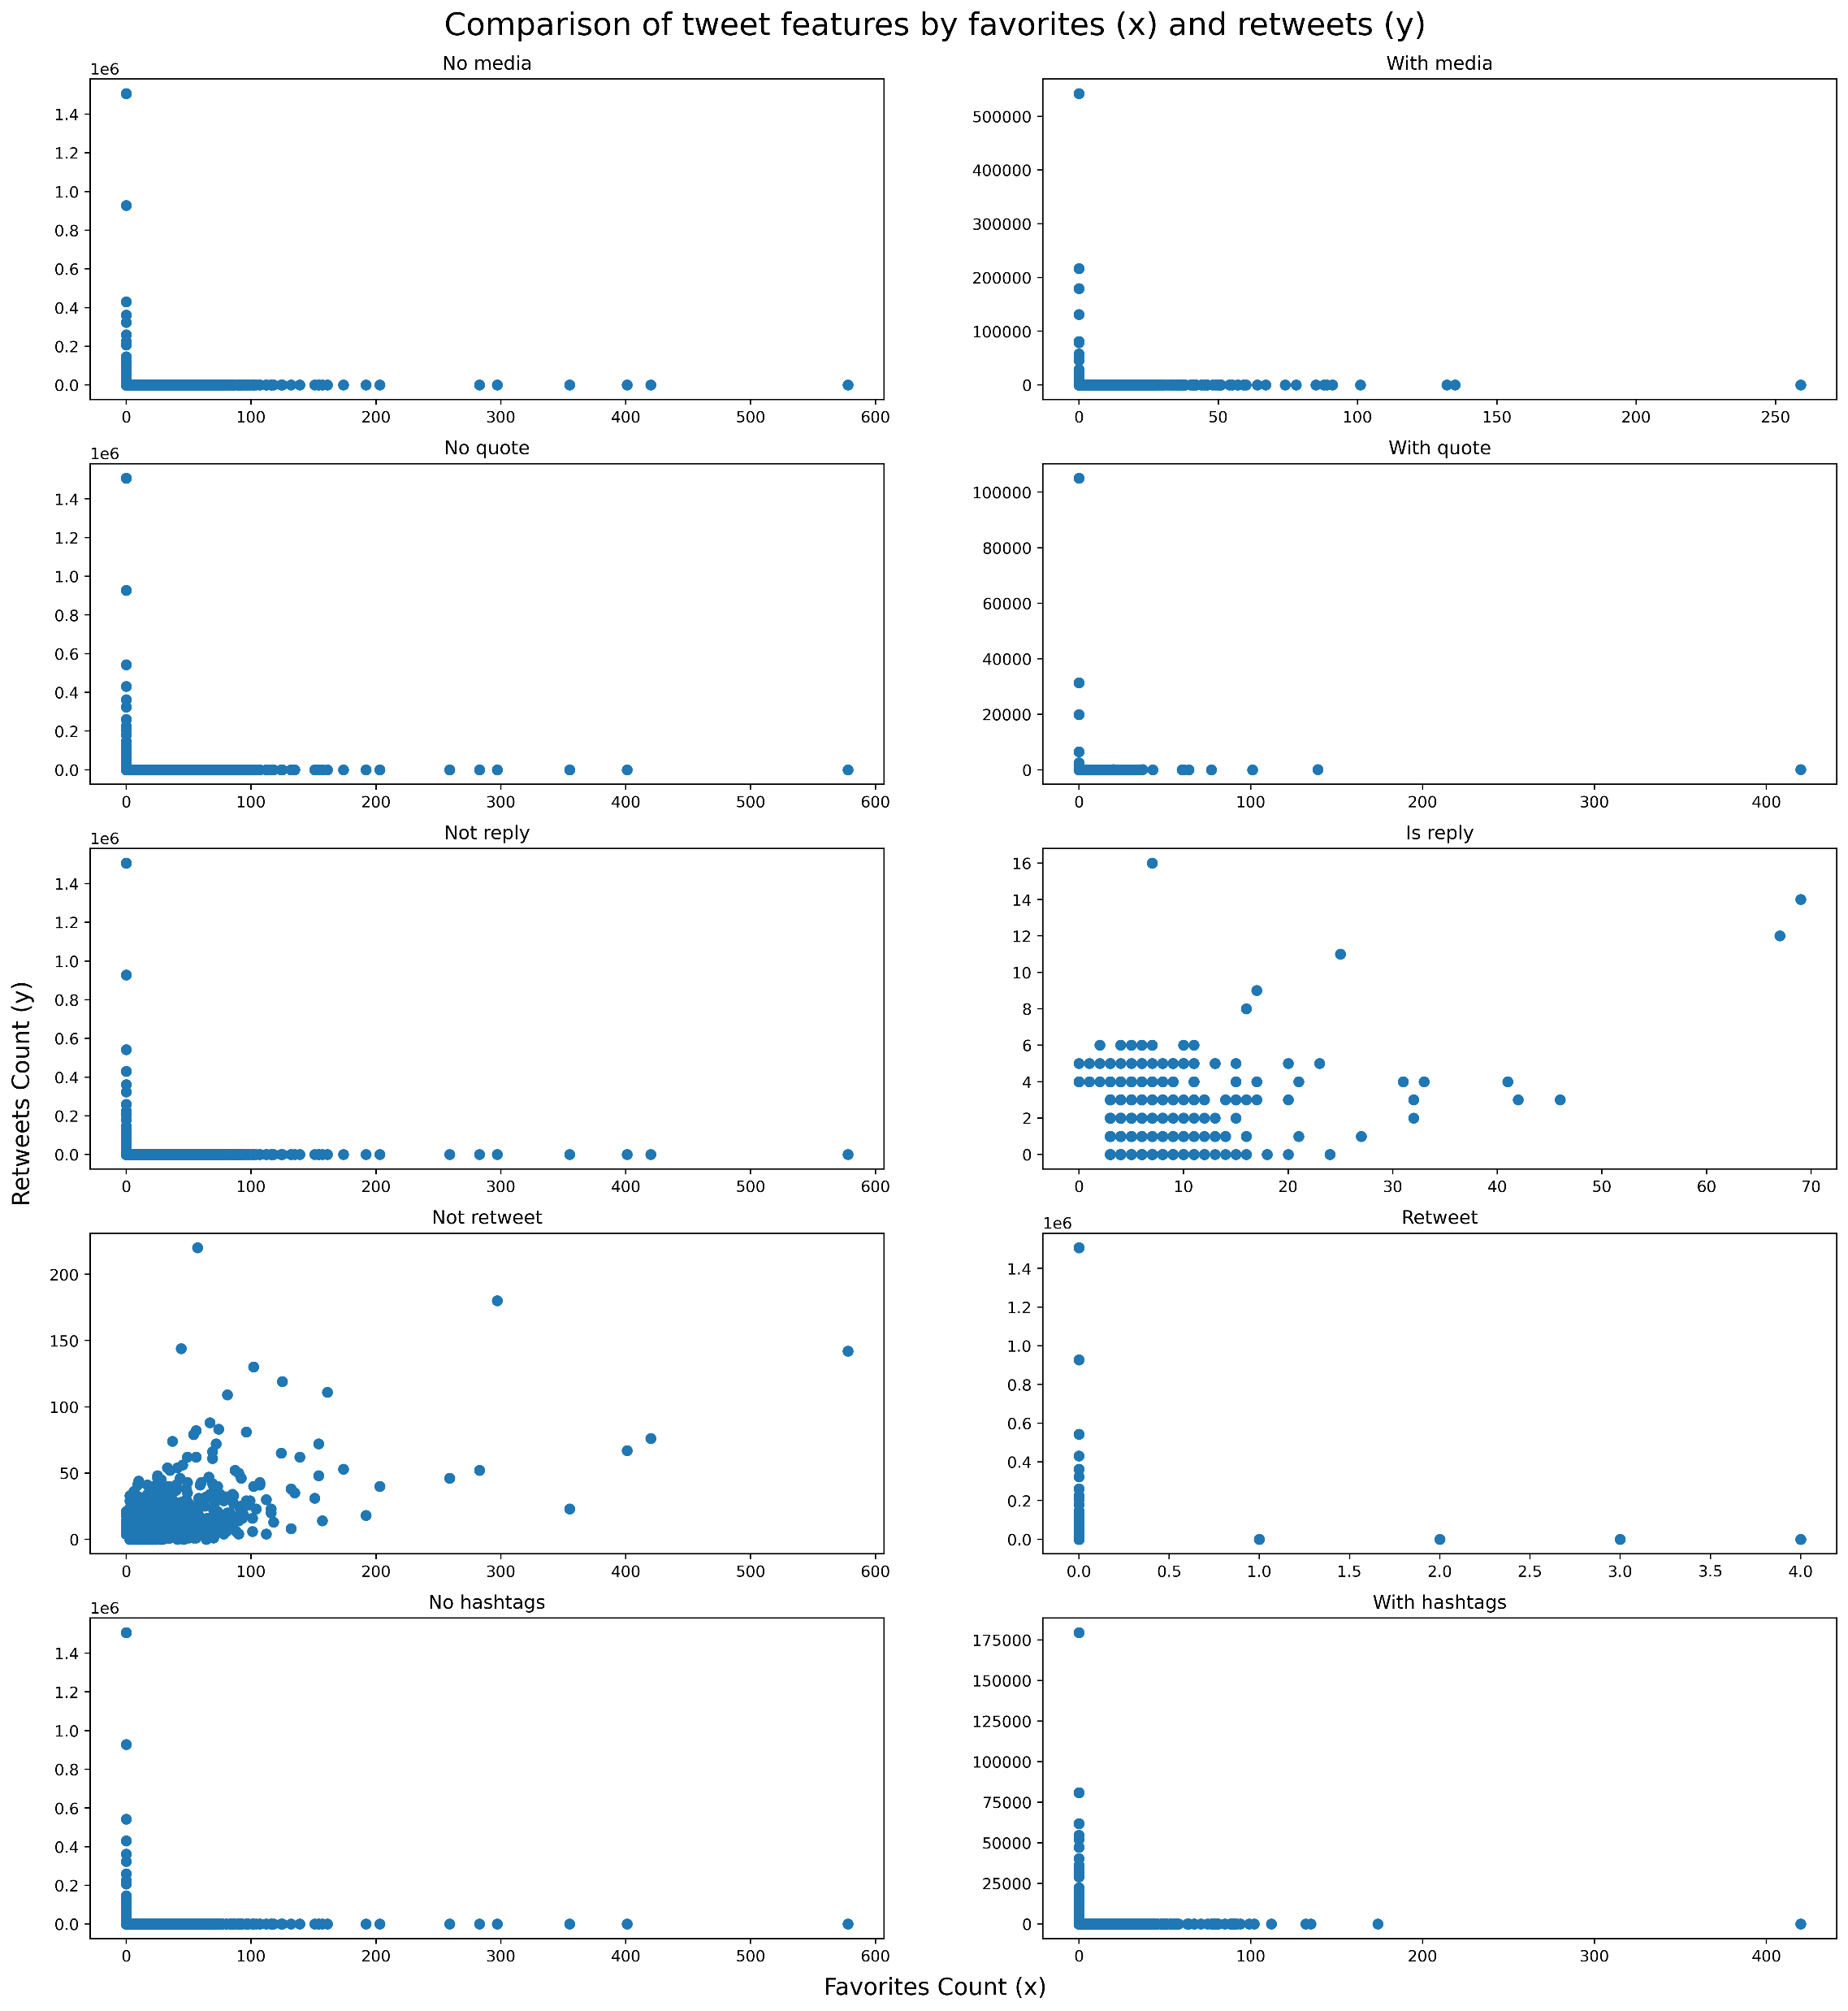 Comparison of tweet features by favorites (x) and retweets (y)
No media
1e6
1.4
1.2
1.0
0.8
0.6
0.4
0.2
0.0
0 100 200 300 400 500 600
With media
500000
400000
300000
200000
100000
0
0 50 100 150 200 250
No quote
1e6
1.4
1.2
1.0
0.8
0.6
0.4
0.2
0.0
0 100 200 300 400 500 600
With quote
100000
80000
60000
40000
20000
0
0 100 200 300 400
Not reply
1e6
1.4
1.2
1.0
0.8
0.6
0.4
0.2
0.0
0 100 200 300 400 500 600
Is reply
16
14
12
10
8
6
4
2
0
0 10 20 30 40 50 60 70
Retweets Count (y)
Not retweet
200
150
100
50
0
0 100 200 300 400 500 600
Retweet
1e6
1.4
1.2
1.0
0.8
0.6
0.4
0.2
0.0
0.0 0.5 1.0 1.5 2.0 2.5 3.0 3.5 4.0
No hashtags
1e6
1.4
1.2
1.0
0.8
0.6
0.4
0.2
0.0
0 100 200 300 400 500 600
With hashtags
175000
150000
125000
100000
75000
50000
25000
0
0 100 200 300 400
Favorites Count (x)